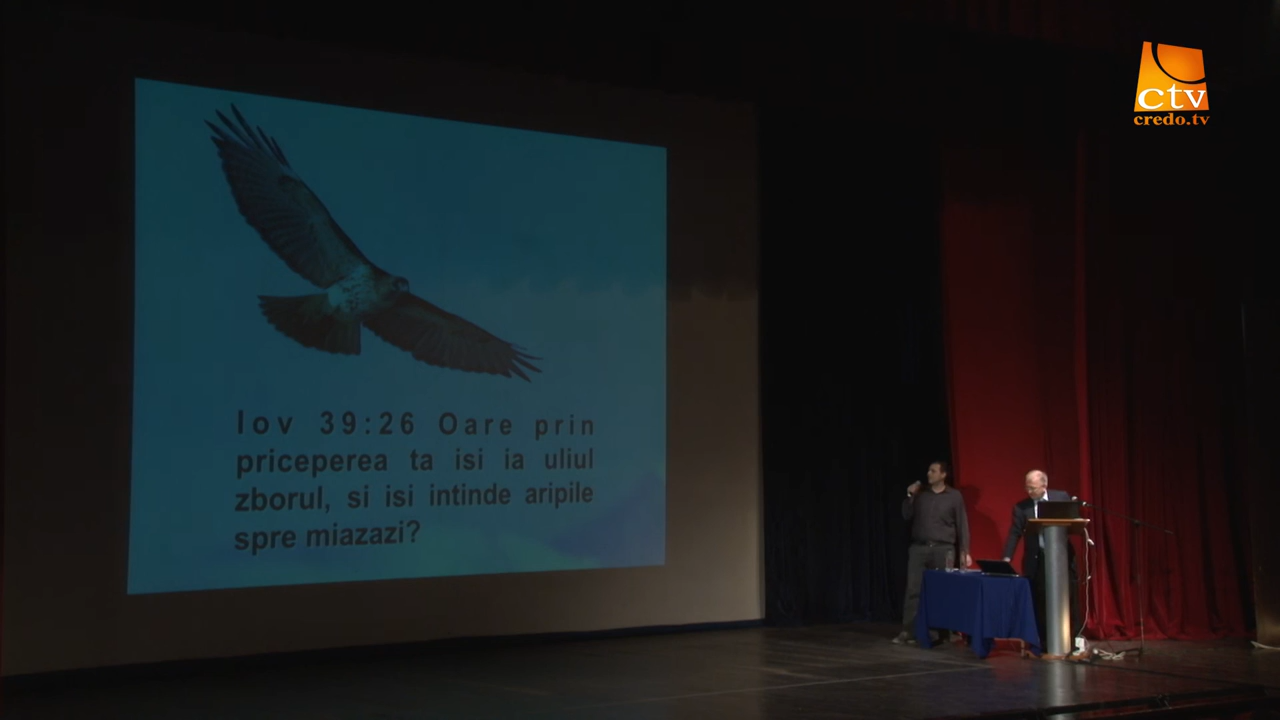 ctv
credo.tv
Iov 39:26 Oare prin
priceperea ta isi ia uliul
zborul, si isi intinde aripile
spre miazazi?